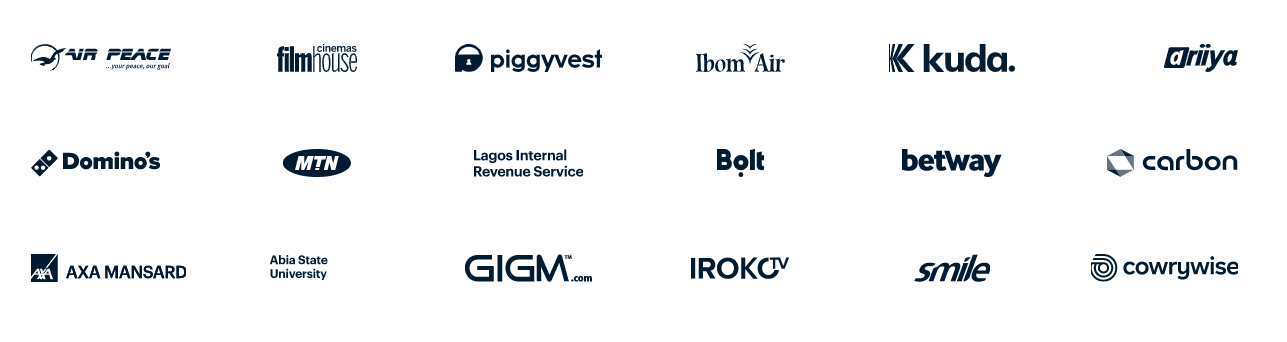 AIR PEACE
...your peace, our goal
filmhouse
cinemas
piggyvest
Ibom Air
kuda.
ariiya
Domino's
MTN
Lagos Internal
Revenue Service
Bolt
betway
carbon
AXA
AXA MANSARD
Abia State
University
GIGM™
.com
IROKOTV
smile
cowrywise